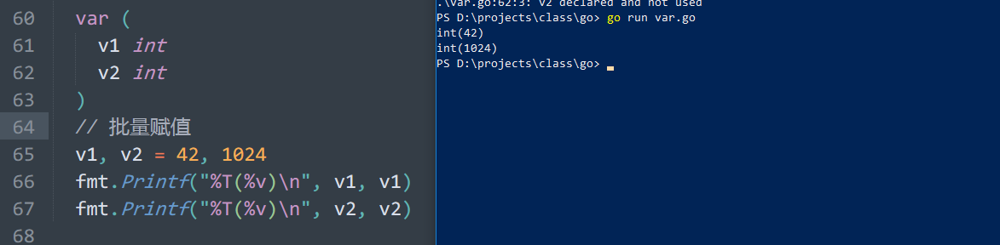 60 var (
61 v1 int
62 v2 int
63 )
64 // 批量赋值
65 v1, v2 = 42, 1024
66 fmt.Printf("%T(%v)\n", v1, v1)
67 fmt.Printf("%T(%v)\n", v2, v2)
68
.\var.go:62:3: v2 declared and not used
PS D:\projects\class\go> go run var.go
int(42)
int(1024)
PS D:\projects\class\go>